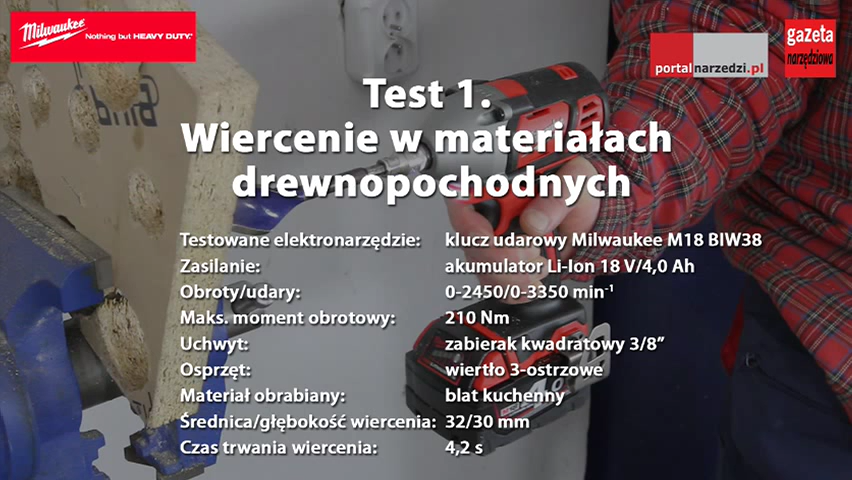 Milwaukee
Nothing but HEAVY DUTY.
portalnarzedzi.pl
gazeta
narzędziowa
Test 1.
Wiercenie w materiałach
drewnopochodnych
Testowane elektronarzędzie: klucz udarowy Milwaukee M18 BIW38
Zasilanie: akumulator Li-Ion 18 V/4,0 Ah
Obroty/udary: 0-2450/0-3350 min⁻¹
Maks. moment obrotowy: 210 Nm
Uchwyt: zabierak kwadratowy 3/8”
Osprzęt: wiertło 3-ostrzowe
Materiał obrabiany: blat kuchenny
Średnica/głębokość wiercenia: 32/30 mm
Czas trwania wiercenia: 4,2 s